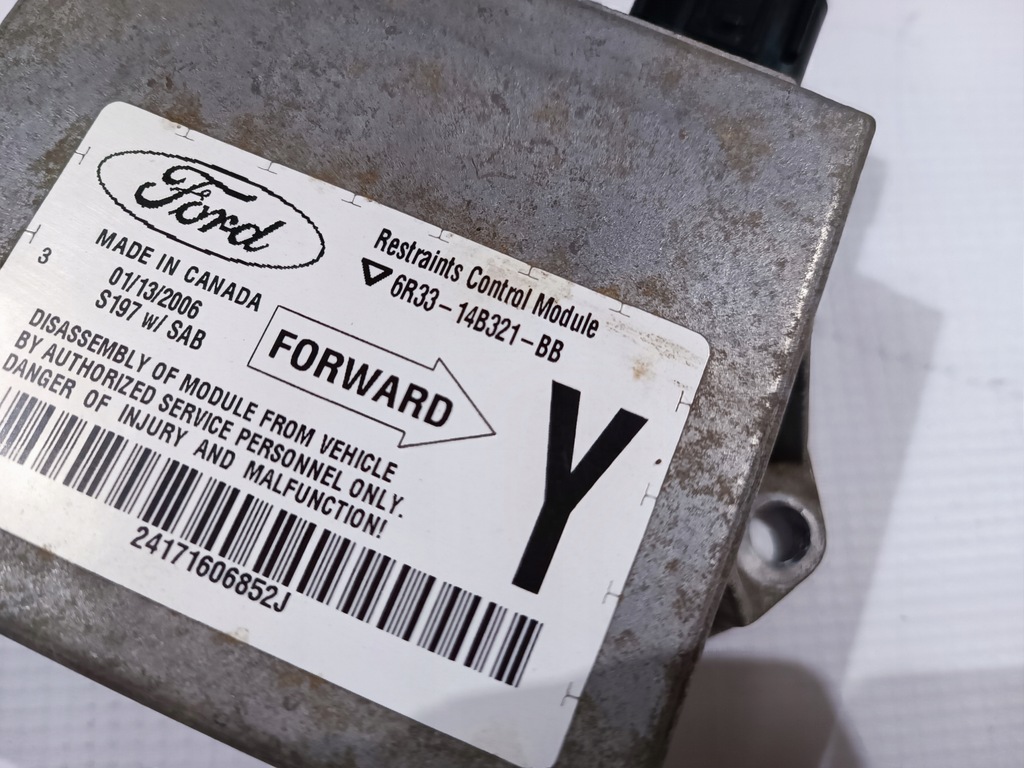 Ford
Restraints Control Module
6R33-14B321-BB
3
MADE IN CANADA
01/13/2006
S197 w/ SAB
FORWARD
Y
DISASSEMBLY OF MODULE FROM VEHICLE
BY AUTHORIZED SERVICE PERSONNEL ONLY.
DANGER OF INJURY AND MALFUNCTION!
24171606852J